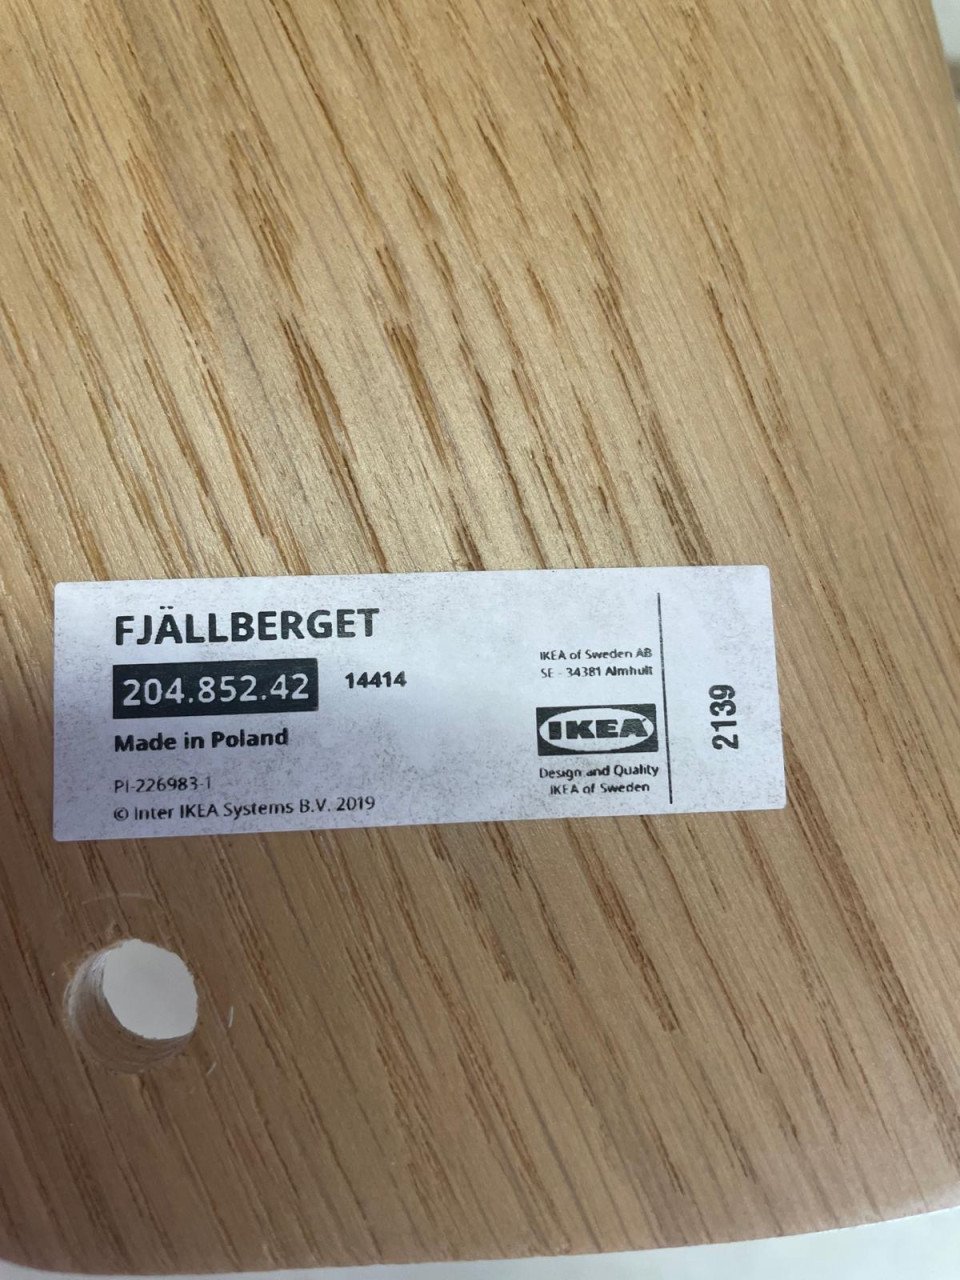 FJÄLLBERGET
204.852.42 14414
Made in Poland
PI-226983-1
© Inter IKEA Systems B.V. 2019
IKEA of Sweden AB
SE - 34381 Älmhult
IKEA
Design and Quality
IKEA of Sweden
2139